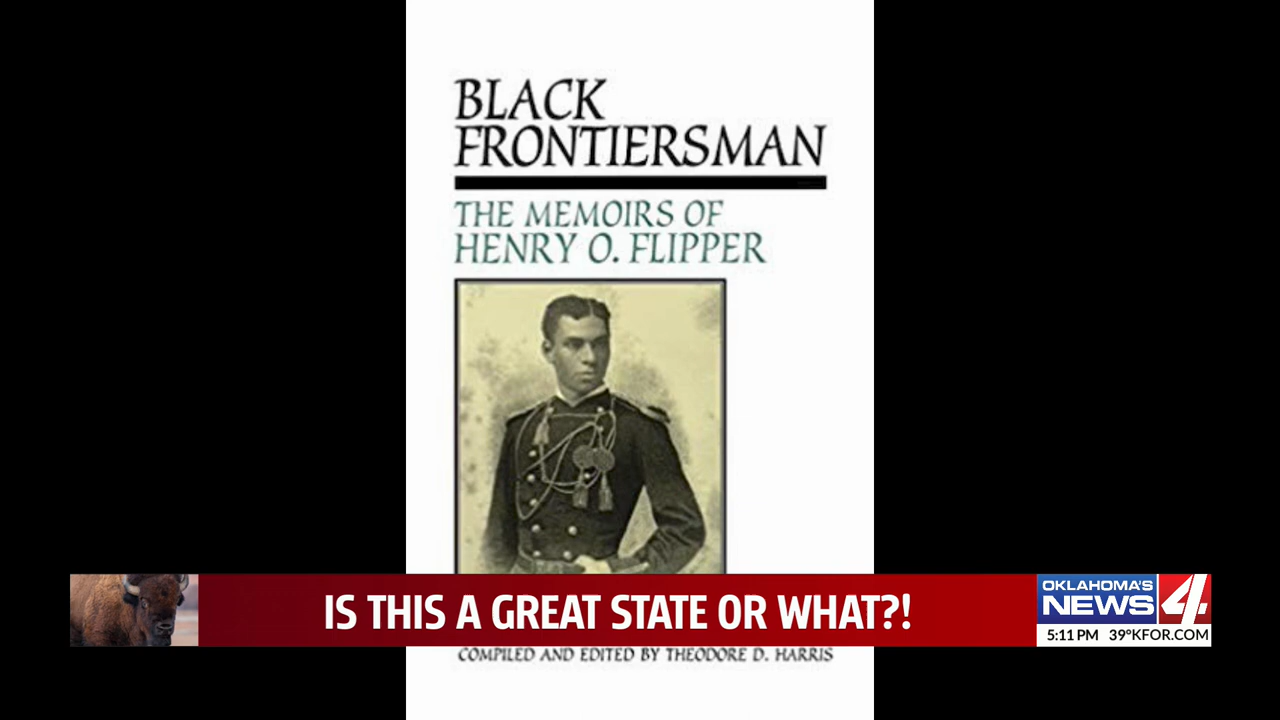 BLACK
FRONTIERSMAN
THE MEMOIRS OF
HENRY O. FLIPPER
IS THIS A GREAT STATE OR WHAT?!
OKLAHOMA'S
NEWS 4
5:11 PM 39° KFOR.COM
COMPILED AND EDITED BY THEODORE D. HARRIS